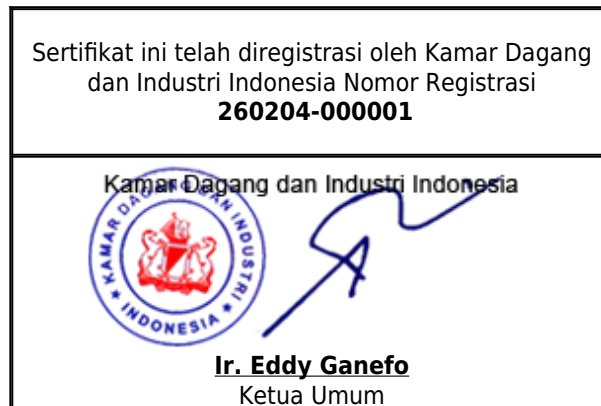 Sertifikat ini telah diregistrasi oleh Kamar Dagang
dan Industri Indonesia Nomor Registrasi
260204-000001
Kamar Dagang dan Industri Indonesia
KAMAR DAGANG DAN INDUSTRI
INDONESIA
Ir. Eddy Ganefo
Ketua Umum